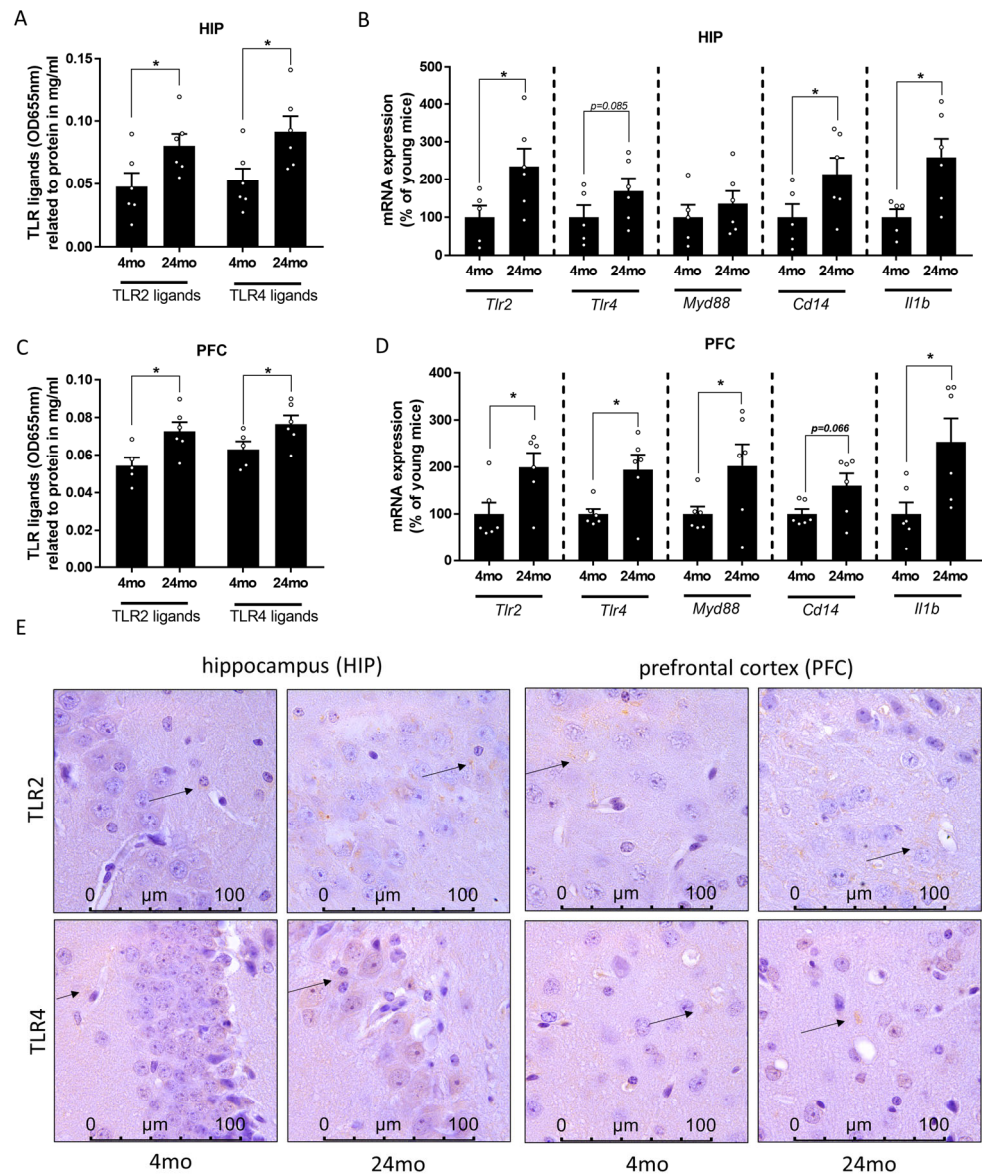 A
HIP
TLR ligands (OD655nm)
related to protein in mg/ml
0.15
0.10
0.05
0.00
*
*
4mo 24mo 4mo 24mo
TLR2 ligands TLR4 ligands
B
HIP
mRNA expression
(% of young mice)
500
400
300
200
100
0
* p=0.085 * *
4mo 24mo 4mo 24mo 4mo 24mo 4mo 24mo 4mo 24mo
Tlr2 Tlr4 Myd88 Cd14 Il1b
C
PFC
TLR ligands (OD655nm)
related to protein in mg/ml
0.10
0.08
0.06
0.04
0.02
0.00
* *
4mo 24mo 4mo 24mo
TLR2 ligands TLR4 ligands
D
PFC
mRNA expression
(% of young mice)
400
300
200
100
0
* * * p=0.066 *
4mo 24mo 4mo 24mo 4mo 24mo 4mo 24mo 4mo 24mo
Tlr2 Tlr4 Myd88 Cd14 Il1b
E
hippocampus (HIP) prefrontal cortex (PFC)
TLR2
0 µm 100 0 µm 100 0 µm 100 0 µm 100
TLR4
0 µm 100 0 µm 100 0 µm 100 0 µm 100
4mo 24mo 4mo 24mo